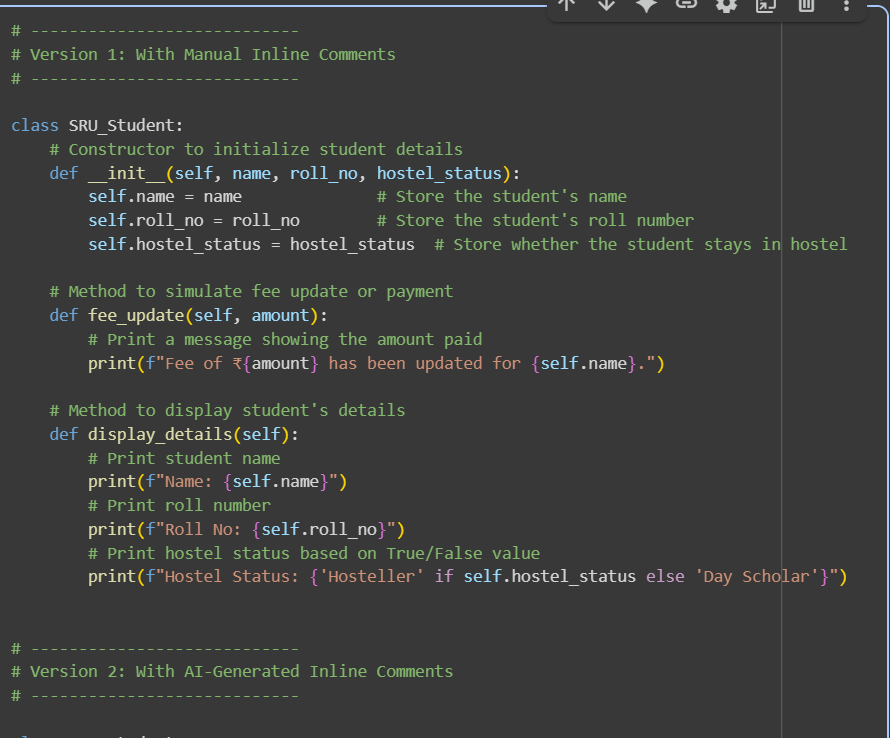 # ----------------------------
# Version 1: With Manual Inline Comments
# ----------------------------

class SRU_Student:
    # Constructor to initialize student details
    def __init__(self, name, roll_no, hostel_status):
        self.name = name              # Store the student's name
        self.roll_no = roll_no        # Store the student's roll number
        self.hostel_status = hostel_status  # Store whether the student stays in hostel

    # Method to simulate fee update or payment
    def fee_update(self, amount):
        # Print a message showing the amount paid
        print(f"Fee of ₹{amount} has been updated for {self.name}.")

    # Method to display student's details
    def display_details(self):
        # Print student name
        print(f"Name: {self.name}")
        # Print roll number
        print(f"Roll No: {self.roll_no}")
        # Print hostel status based on True/False value
        print(f"Hostel Status: {'Hosteller' if self.hostel_status else 'Day Scholar'}")


# ----------------------------
# Version 2: With AI-Generated Inline Comments
# ----------------------------